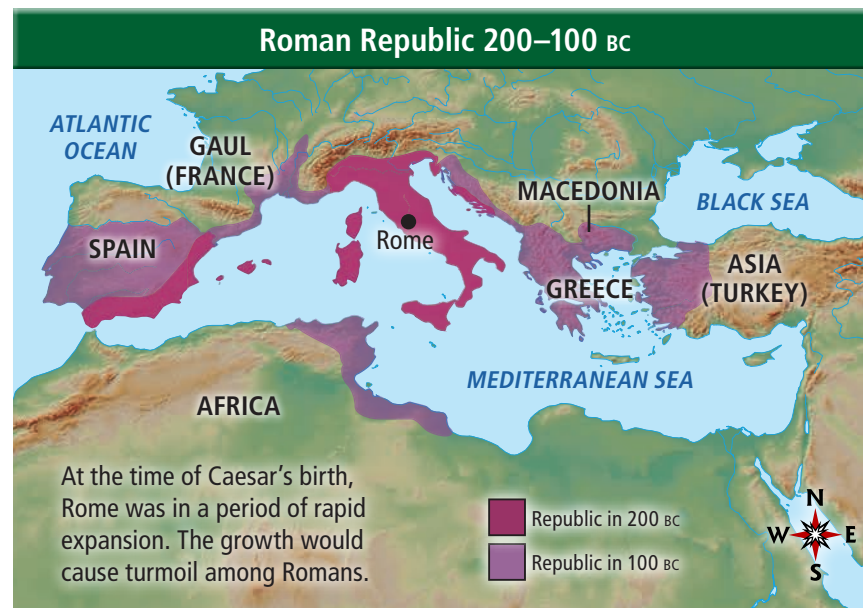 Roman Republic 200–100 BC
ATLANTIC
OCEAN
GAUL
(FRANCE)
MACEDONIA
BLACK SEA
SPAIN
Rome
GREECE
ASIA
(TURKEY)
MEDITERRANEAN SEA
AFRICA
At the time of Caesar’s birth,
Rome was in a period of rapid
expansion. The growth would
cause turmoil among Romans.
Republic in 200 BC
Republic in 100 BC
N
W E
S